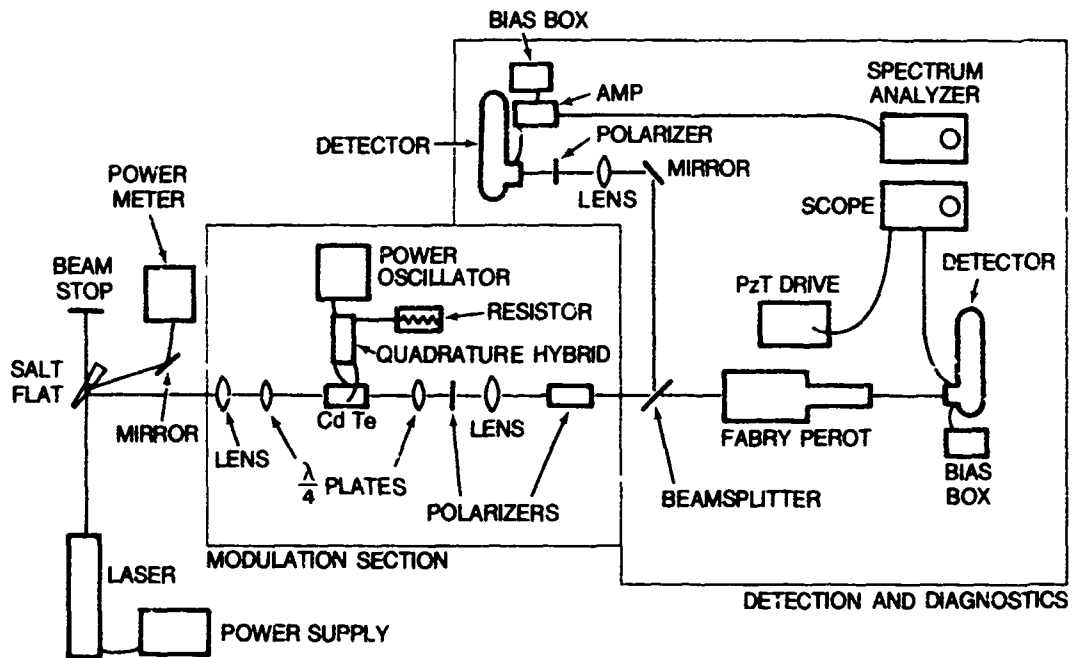 BIAS BOX
AMP
SPECTRUM
ANALYZER
POLARIZER
DETECTOR
MIRROR
LENS
POWER
METER
SCOPE
DETECTOR
POWER
OSCILLATOR
BEAM
STOP
PzT DRIVE
RESISTOR
QUADRATURE HYBRID
SALT
FLAT
Cd Te
MIRROR
LENS
LENS
FABRY PEROT
λ/4 PLATES
POLARIZERS
BEAMSPLITTER
BIAS
BOX
MODULATION SECTION
LASER
DETECTION AND DIAGNOSTICS
POWER SUPPLY